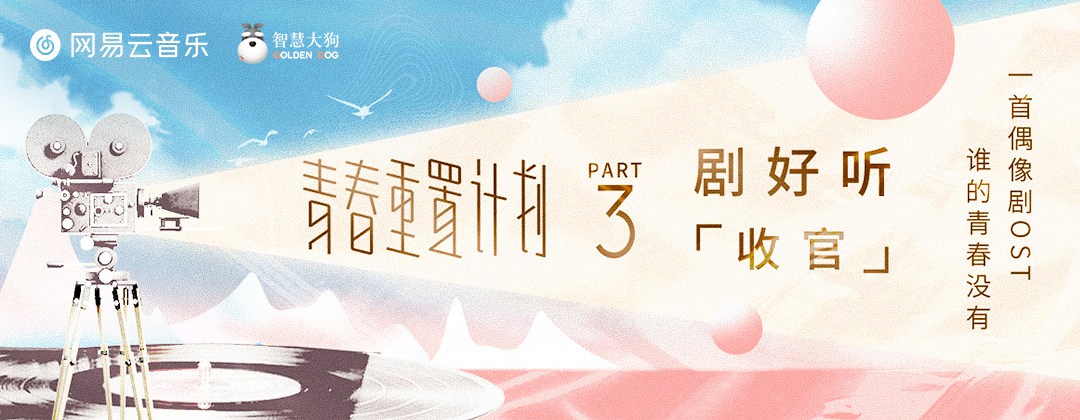 网易云音乐
智慧大狗
GOLDEN DOG
青春重置计划
PART
3
剧好听
「收官」
一首偶像剧OST
谁的青春没有